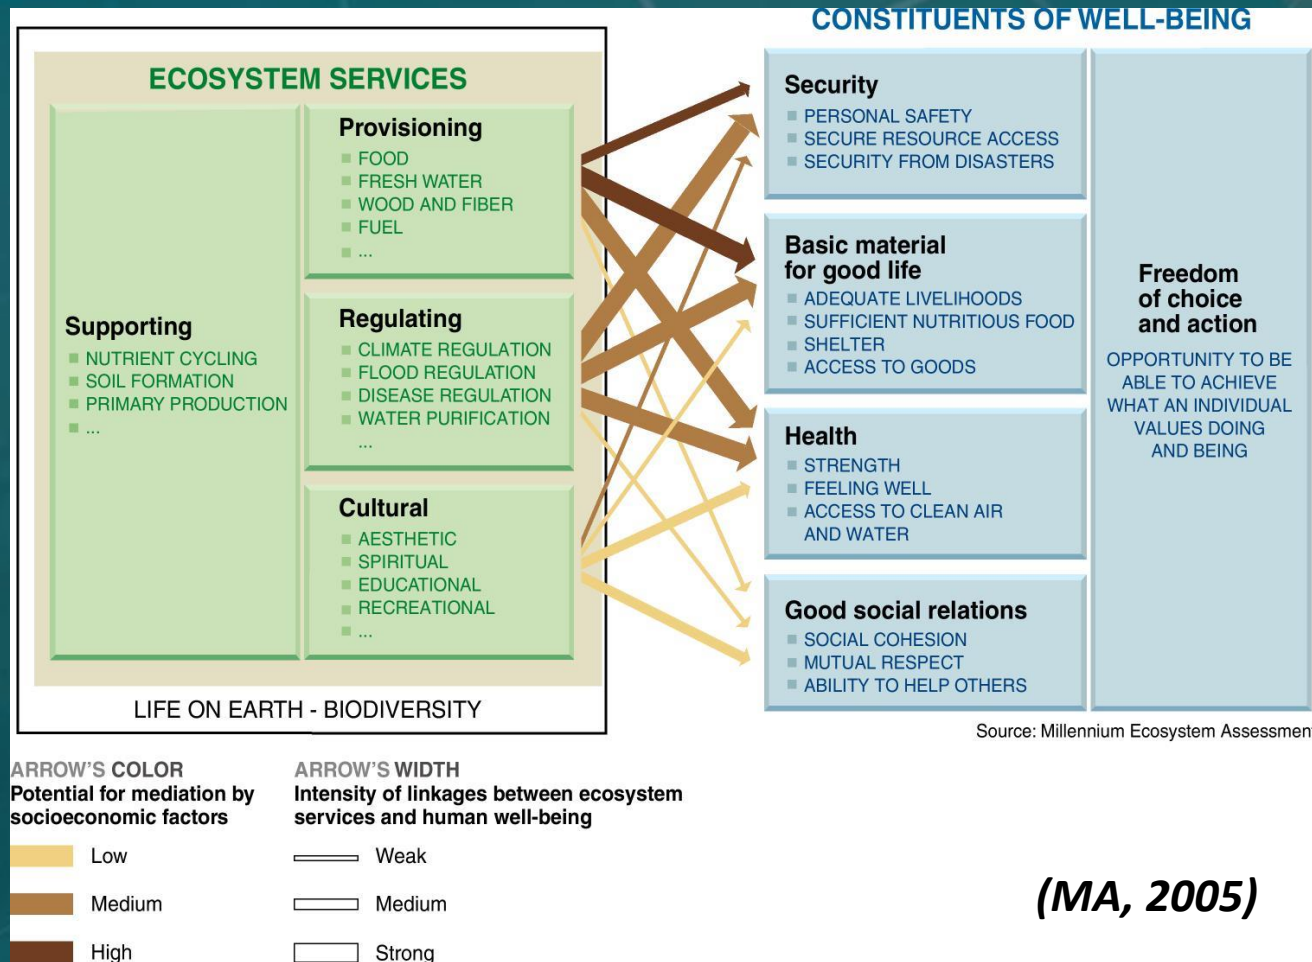 CONSTITUENTS OF WELL-BEING
ECOSYSTEM SERVICES
Supporting
NUTRIENT CYCLING
SOIL FORMATION
PRIMARY PRODUCTION
...
Provisioning
FOOD
FRESH WATER
WOOD AND FIBER
FUEL
...
Regulating
CLIMATE REGULATION
FLOOD REGULATION
DISEASE REGULATION
WATER PURIFICATION
...
Cultural
AESTHETIC
SPIRITUAL
EDUCATIONAL
RECREATIONAL
...
LIFE ON EARTH - BIODIVERSITY
Security
PERSONAL SAFETY
SECURE RESOURCE ACCESS
SECURITY FROM DISASTERS
Basic material
for good life
ADEQUATE LIVELIHOODS
SUFFICIENT NUTRITIOUS FOOD
SHELTER
ACCESS TO GOODS
Health
STRENGTH
FEELING WELL
ACCESS TO CLEAN AIR
AND WATER
Good social relations
SOCIAL COHESION
MUTUAL RESPECT
ABILITY TO HELP OTHERS
Freedom
of choice
and action
OPPORTUNITY TO BE
ABLE TO ACHIEVE
WHAT AN INDIVIDUAL
VALUES DOING
AND BEING
Source: Millennium Ecosystem Assessmen
ARROW'S COLOR
Potential for mediation by
socioeconomic factors
Low
Medium
High
ARROW'S WIDTH
Intensity of linkages between ecosystem
services and human well-being
Weak
Medium
Strong
(MA, 2005)